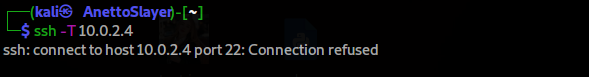 ┌──(kali㉿ AnettoSlayer)-[~]
└─$ ssh -T 10.0.2.4
ssh: connect to host 10.0.2.4 port 22: Connection refused